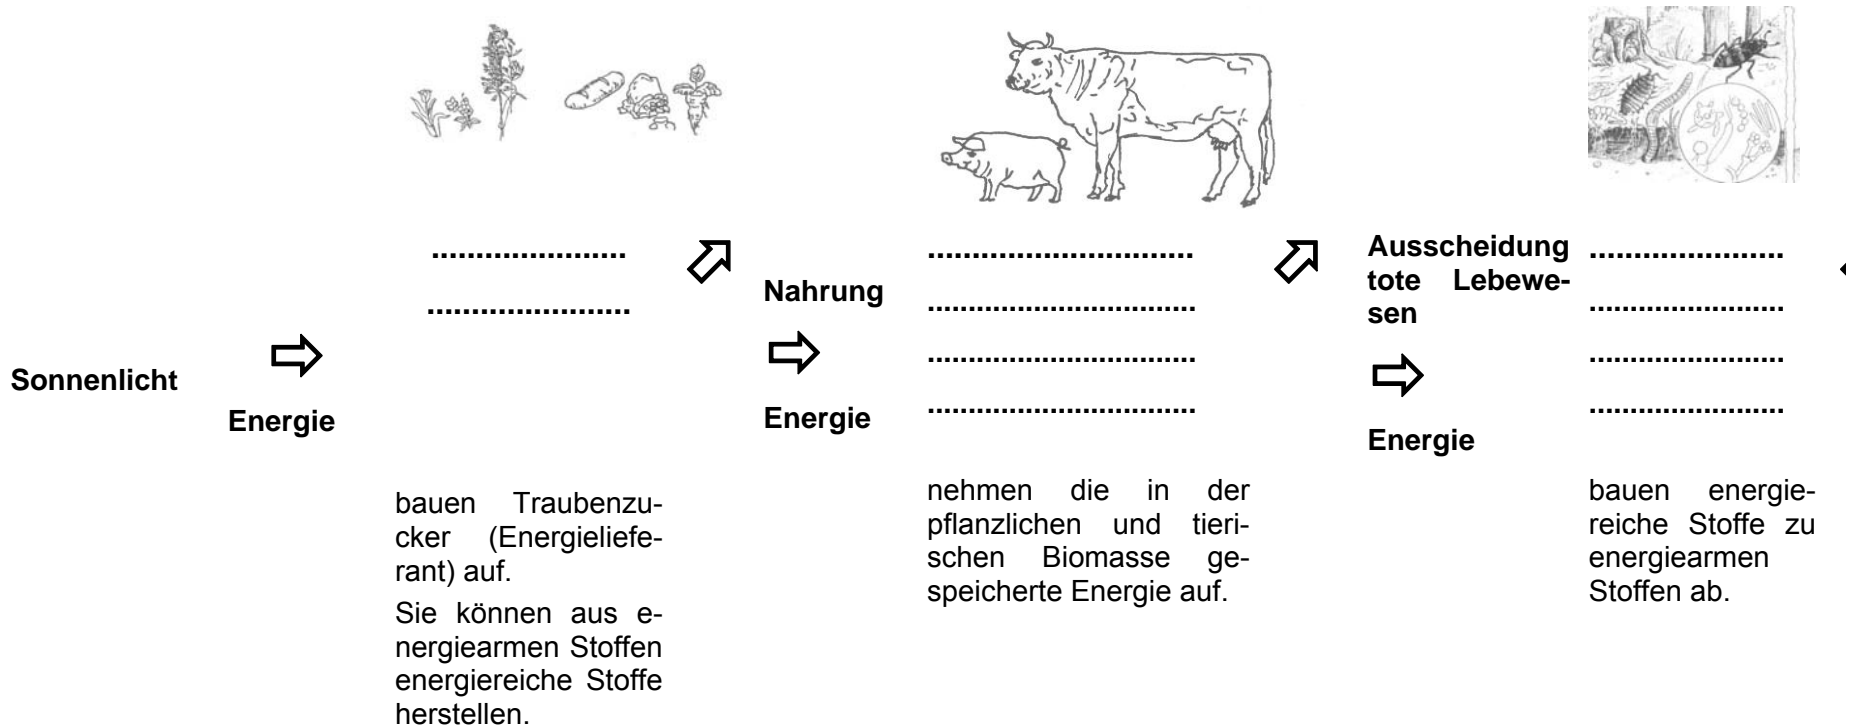 Sonnenlicht
Energie
......................
.......................
bauen Traubenzu-
cker (Energieliefe-
rant) auf.
Sie können aus e-
nergiearmen Stoffen
energiereiche Stoffe
herstellen.
Nahrung
Energie
..............................
................................
................................
................................
nehmen die in der
pflanzlichen und tieri-
schen Biomasse ge-
speicherte Energie auf.
Ausscheidung
tote Lebewe-
sen
Energie
......................
........................
........................
........................
bauen energie-
reiche Stoffe zu
energiearmen
Stoffen ab.